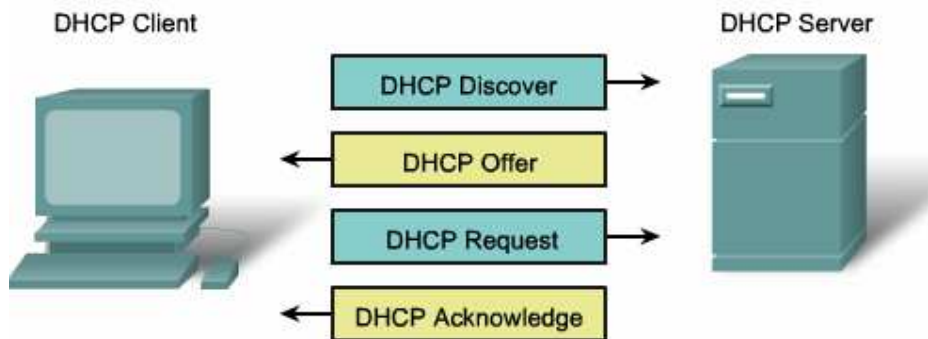 DHCP Client
DHCP Server
DHCP Discover
DHCP Offer
DHCP Request
DHCP Acknowledge